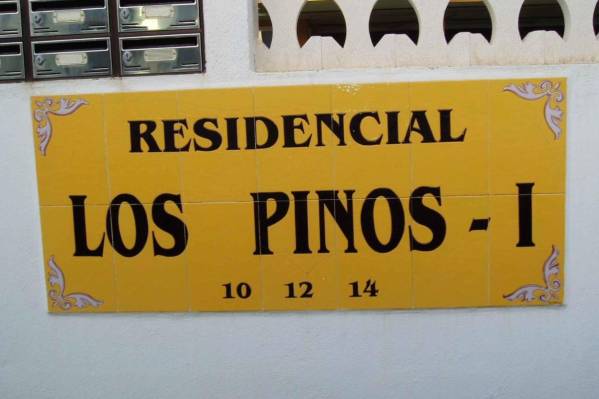 RESIDENCIAL
LOS PINOS - I
10 12 14